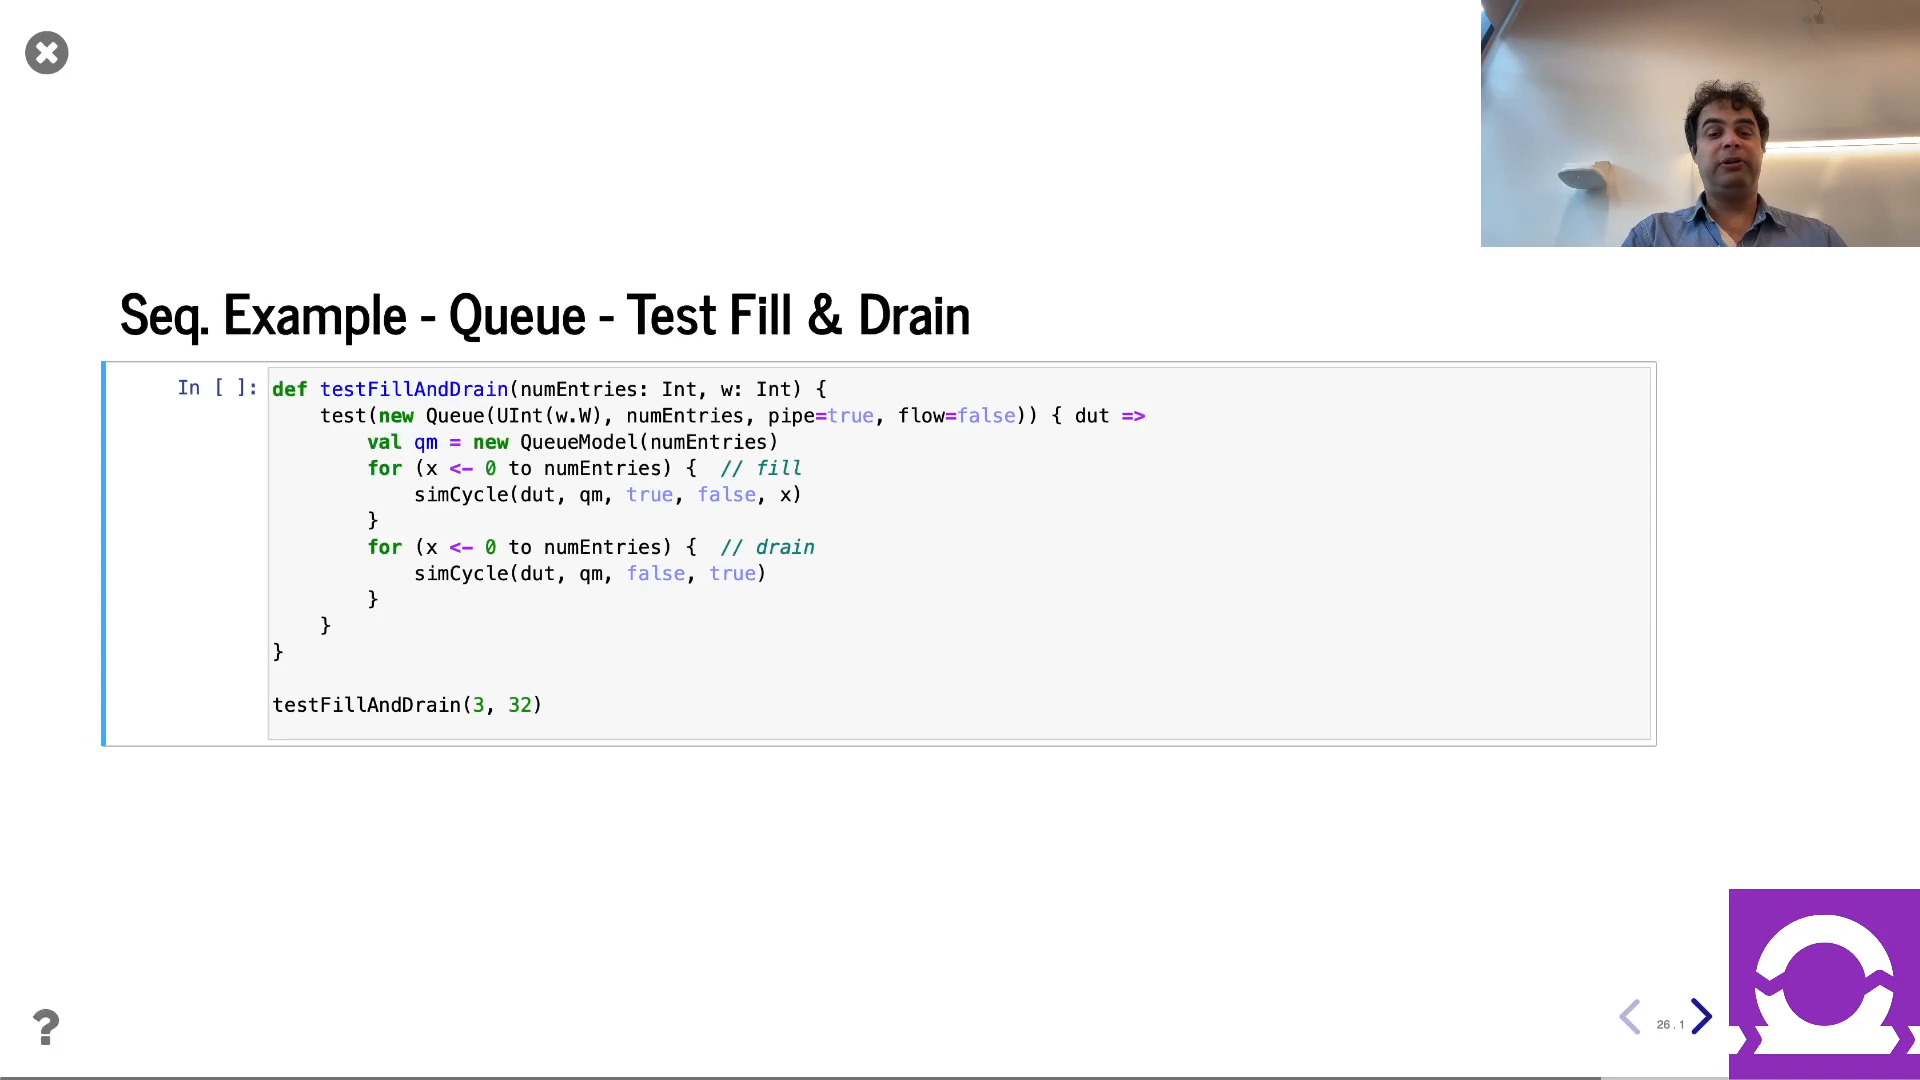 Seq. Example - Queue - Test Fill & Drain
In [ ]:
def testFillAndDrain(numEntries: Int, w: Int) {
    test(new Queue(UInt(w.W), numEntries, pipe=true, flow=false)) { dut =>
        val qm = new QueueModel(numEntries)
        for (x <- 0 to numEntries) {  // fill
            simCycle(dut, qm, true, false, x)
        }
        for (x <- 0 to numEntries) {  // drain
            simCycle(dut, qm, false, true)
        }
    }
}
testFillAndDrain(3, 32)
?
26.1